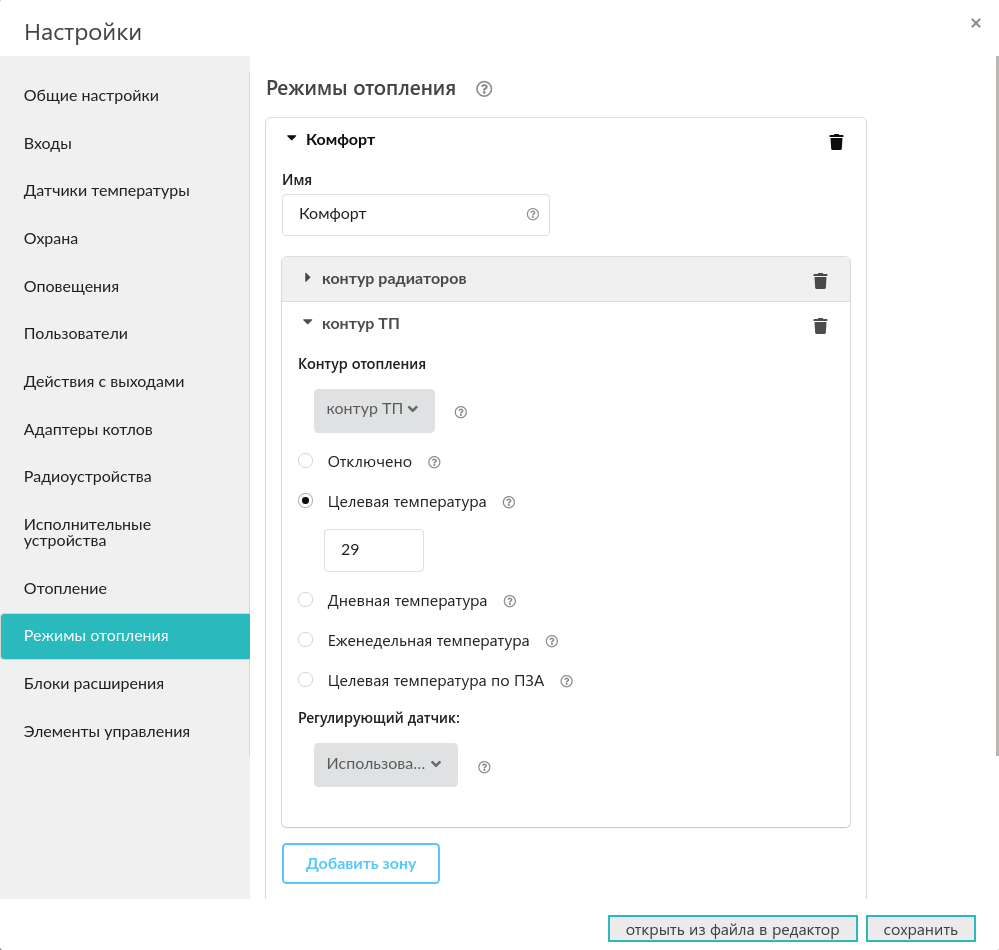 Настройки
Общие настройки
Входы
Датчики температуры
Охрана
Оповещения
Пользователи
Действия с выходами
Адаптеры котлов
Радиоустройства
Исполнительные
устройства
Отопление
Режимы отопления
Блоки расширения
Элементы управления
Режимы отопления
Комфорт
Имя
Комфорт
контур радиаторов
контур ТП
Контур отопления
контур ТП
Отключено
Целевая температура
29
Дневная температура
Еженедельная температура
Целевая температура по ПЗА
Регулирующий датчик:
Использова...
Добавить зону
открыть из файла в редактор
сохранить